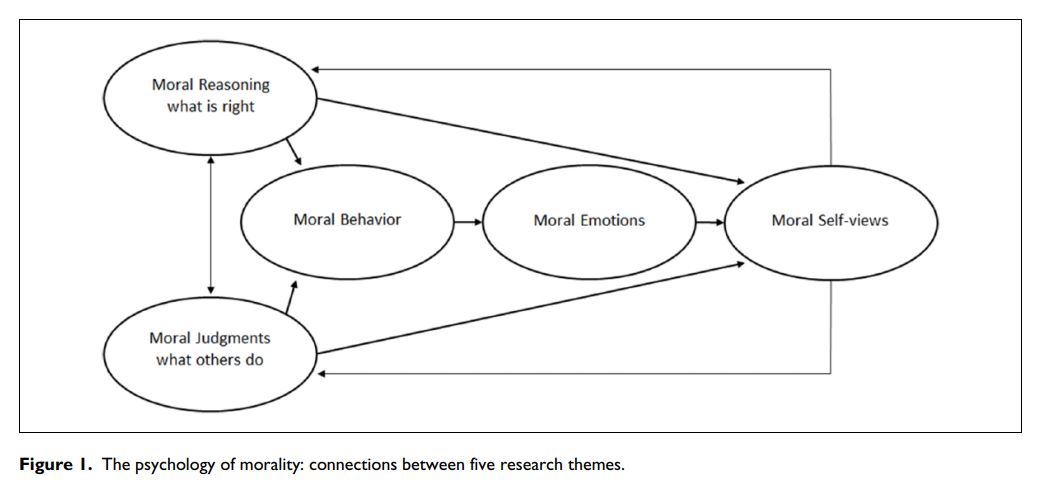 Moral Reasoning
what is right
Moral Behavior
Moral Emotions
Moral Self-views
Moral Judgments
what others do
Figure 1. The psychology of morality: connections between five research themes.